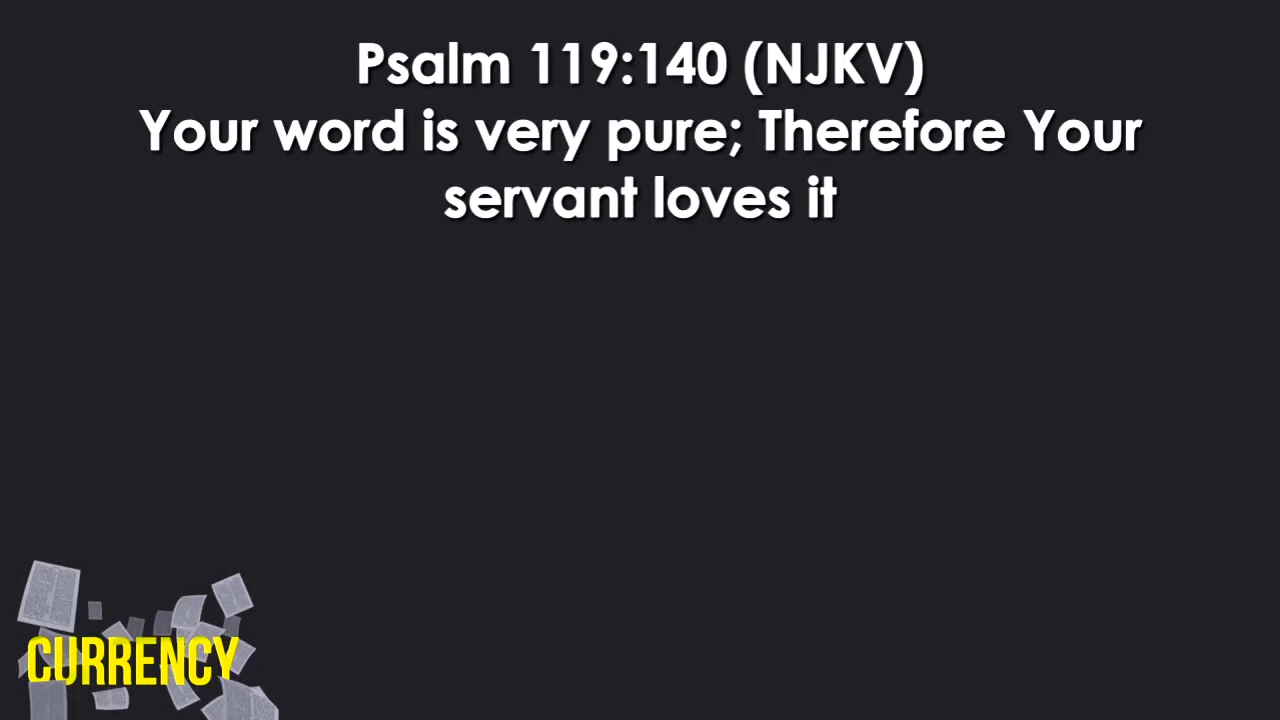 Psalm 119:140 (NJKV)
Your word is very pure; Therefore Your
servant loves it
CURRENCY